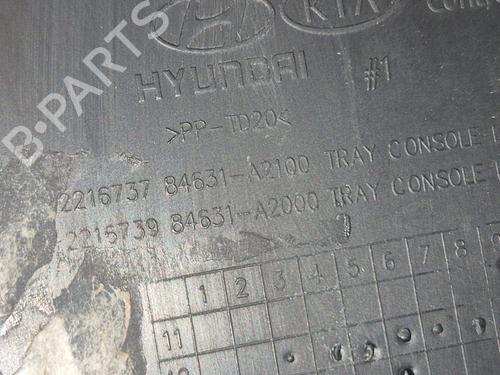 KIA
HYUNDAI
#1
>PP-TD20<
2216737 84631-A2100 TRAY CONSOLE
2216739 84631-A2000 TRAY CONSOLE
1 2 3 4 5 6 7 8 9
11
B-PARTS